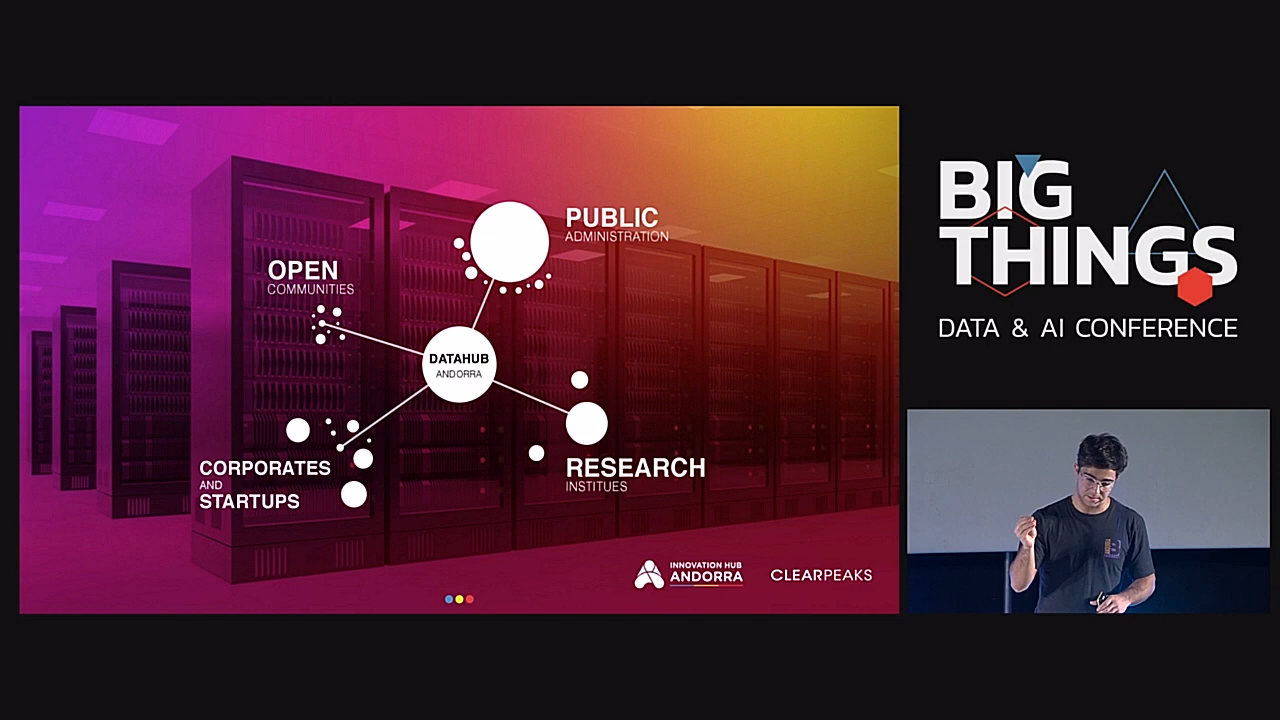 PUBLIC
ADMINISTRATION
OPEN
COMMUNITIES
DATAHUB
ANDORRA
CORPORATES
AND
STARTUPS
RESEARCH
INSTITUES
INNOVATION HUB
ANDORRA
CLEARPEAKS
BIG
THINGS
DATA & AI CONFERENCE